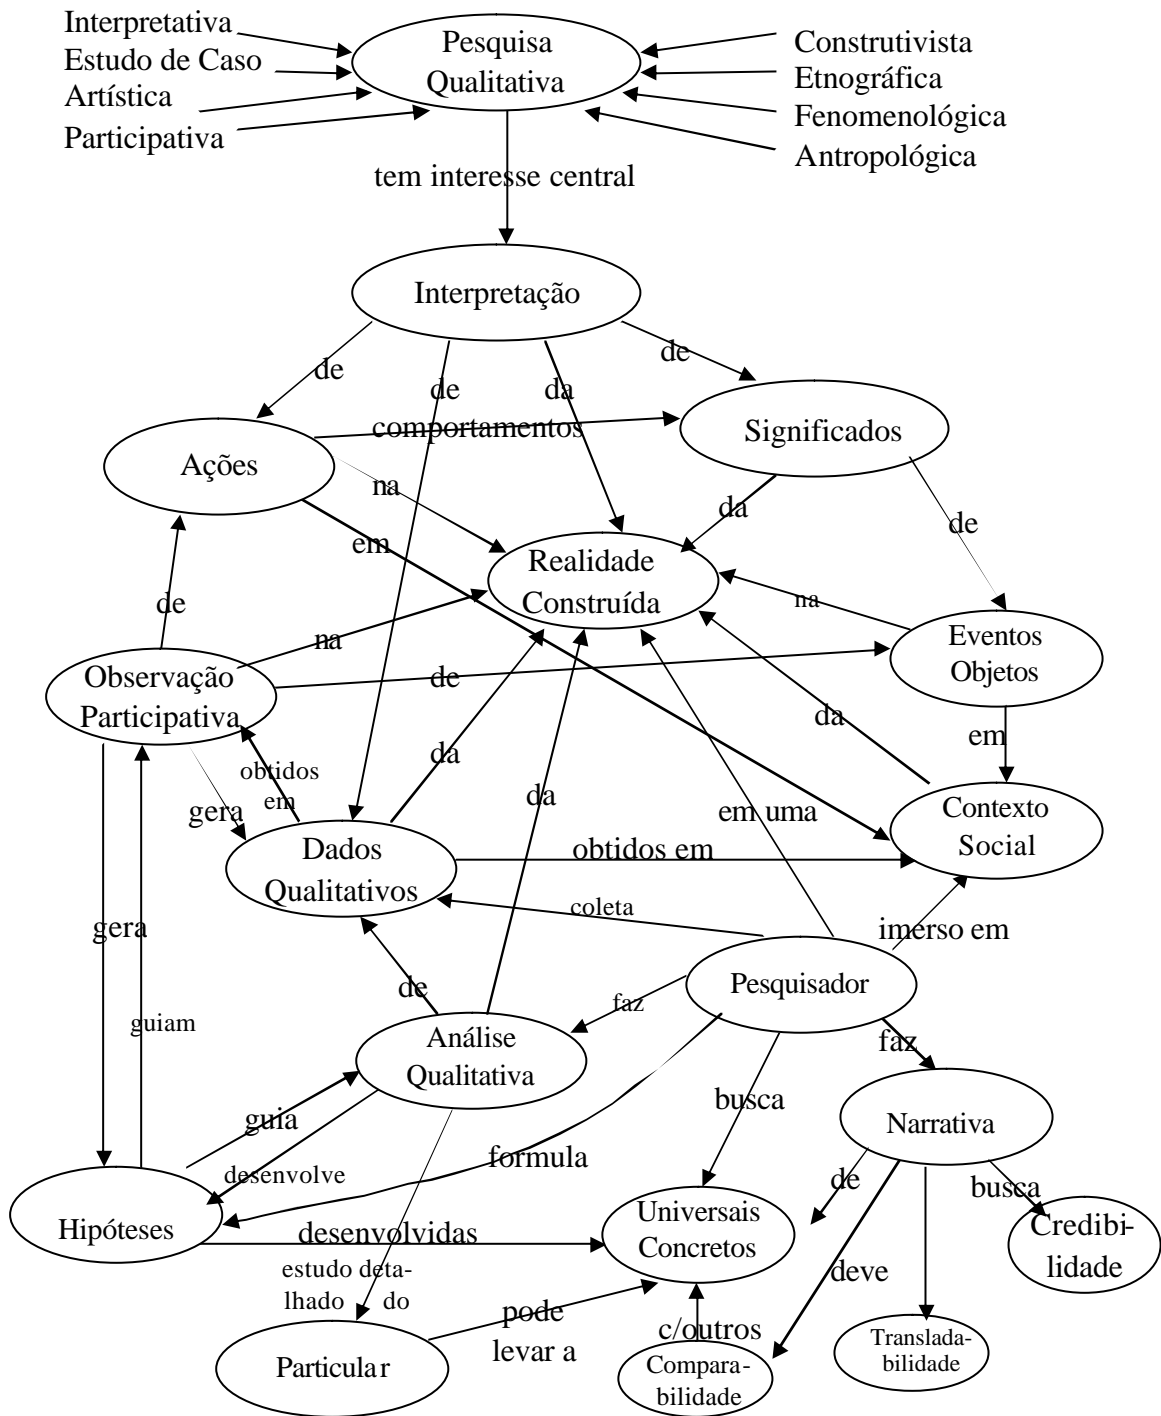 Interpretativa
Estudo de Caso
Artística
Participativa
Pesquisa
Qualitativa
Construtivista
Etnográfica
Fenomenológica
Antropológica
tem interesse central
Interpretação
de
de
da
de
comportamentos
Ações
Significados
na
em
da
de
Realidade
Construída
na
de
na
Eventos
Objetos
Observação
Participativa
de
da
em
obtidos
em
gera
da
da
em uma
Contexto
Social
Dados
Qualitativos
obtidos em
coleta
gera
imerso em
de
Pesquisador
faz
guiam
Análise
Qualitativa
faz
busca
guia
Narrativa
desenvolve
formula
de
busca
Hipóteses
desenvolvidas
Universais
Concretos
Credibi-
lidade
estudo deta-
lhado do
deve
pode
levar a
c/outros
Translada-
bilidade
Particular
Compara-
bilidade